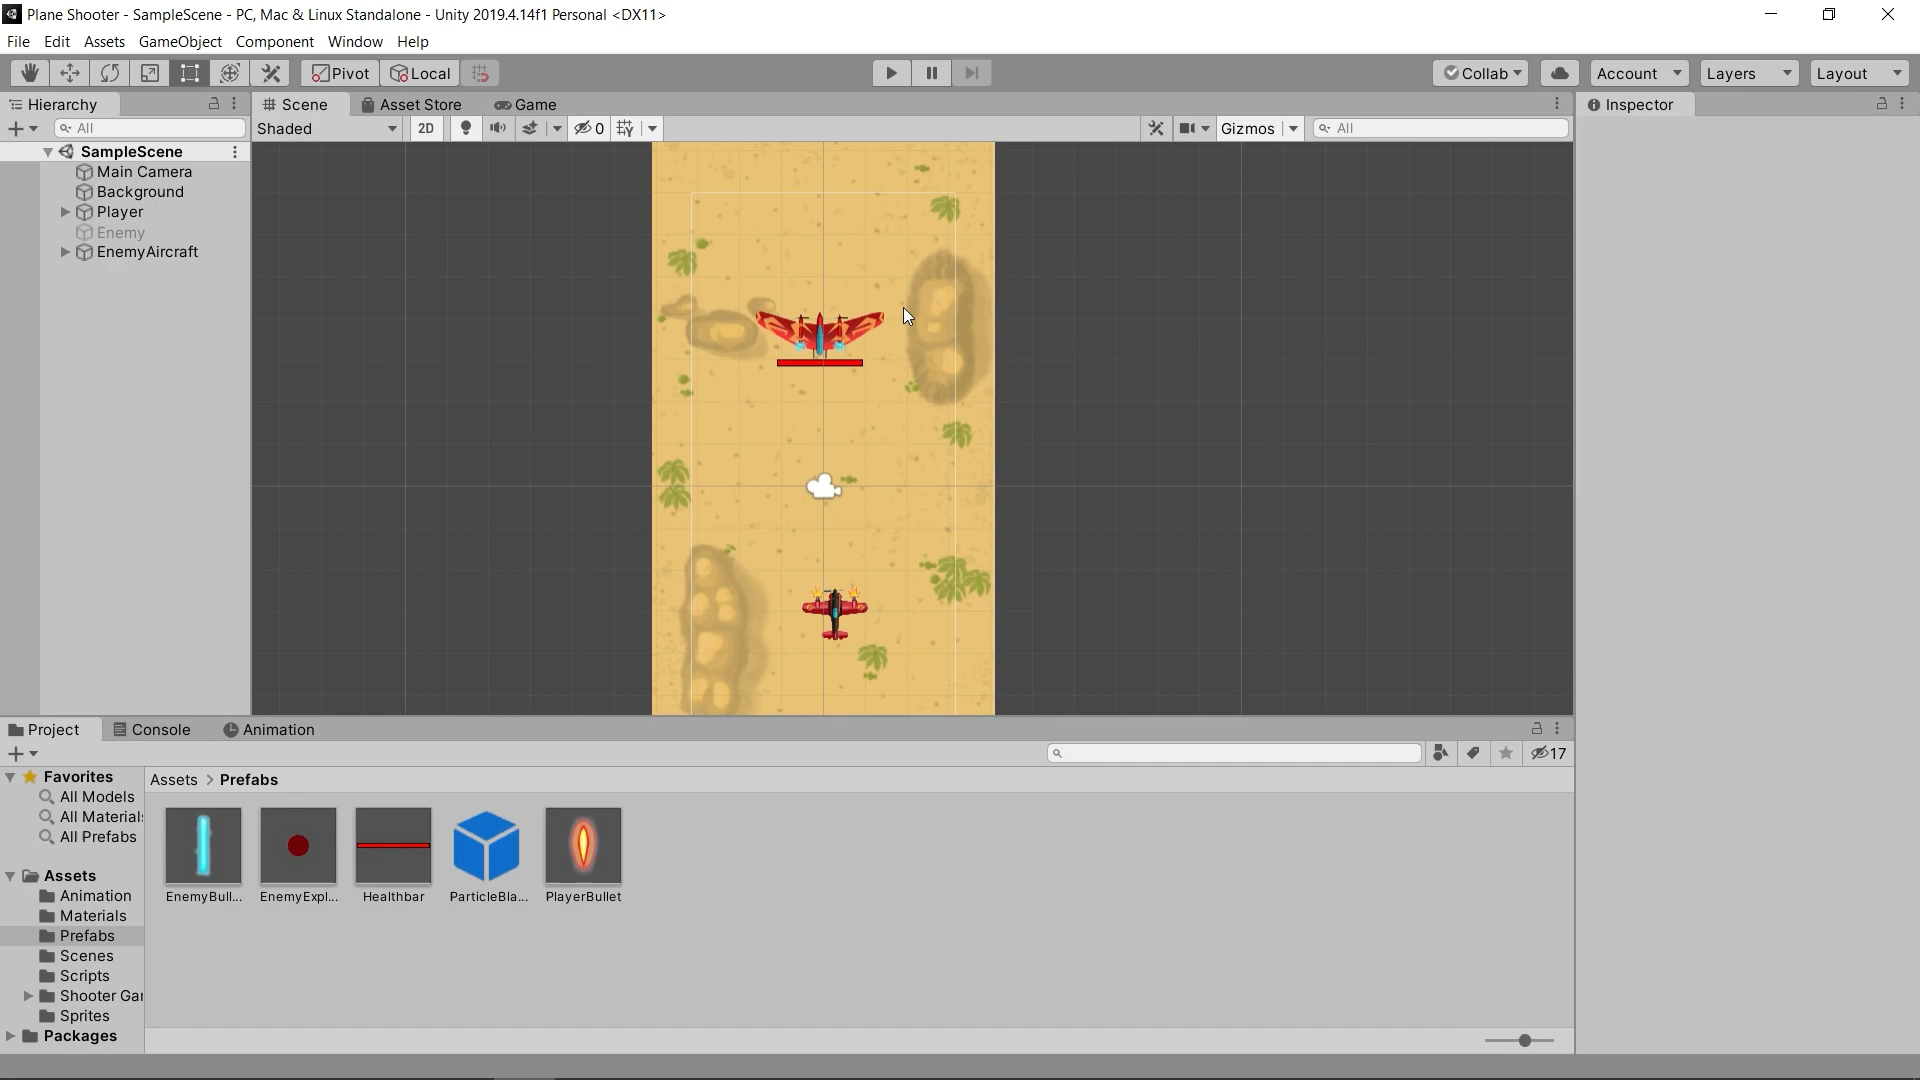 Plane Shooter - SampleScene - PC, Mac & Linux Standalone - Unity 2019.4.14f1 Personal <DX11>
File Edit Assets GameObject Component Window Help
Pivot Local Collab Account Layers Layout
Hierarchy
Scene Asset Store Game
Inspector
All
Shaded 2D 0 Gizmos All
SampleScene
Main Camera
Background
Player
Enemy
EnemyAircraft
Project Console Animation
17
Favorites
All Models
All Materials
All Prefabs
Assets
Animation
Materials
Prefabs
Scenes
Scripts
Shooter Gar
Sprites
Packages
Assets > Prefabs
EnemyBull... EnemyExpl... Healthbar ParticleBla... PlayerBullet